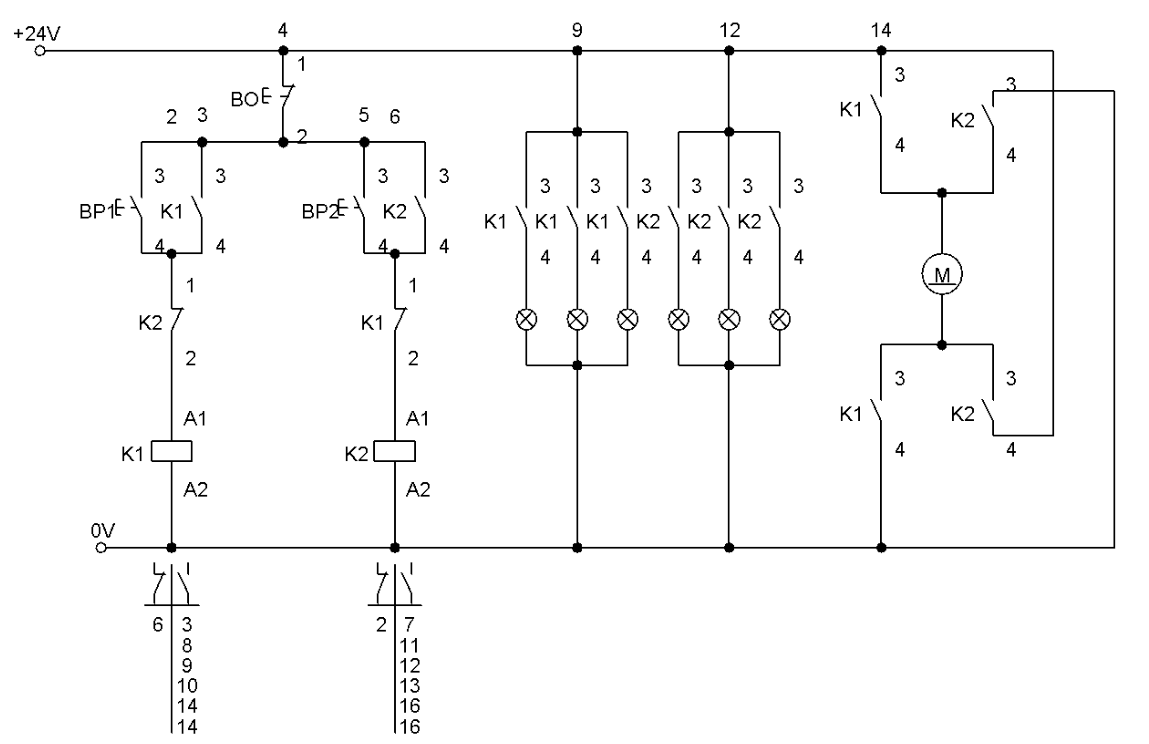 4 9 12 14
+24V
1
3
BO K1 3
2 3 5 6 K2
2 4 4
3 3 3 3 3 3 3 3 3 3
BP1 K1 BP2 K2 K1 K1 K1 K2 K2 K2
4 4 4 4 4 4 4 4 4 4
M
1 1
K2 K1
2 2 3 3
A1 A1 K1 K2
K1 K2 4 4
A2 A2
0V
6 3 2 7
8 11
9 12
10 13
14 16
14 16